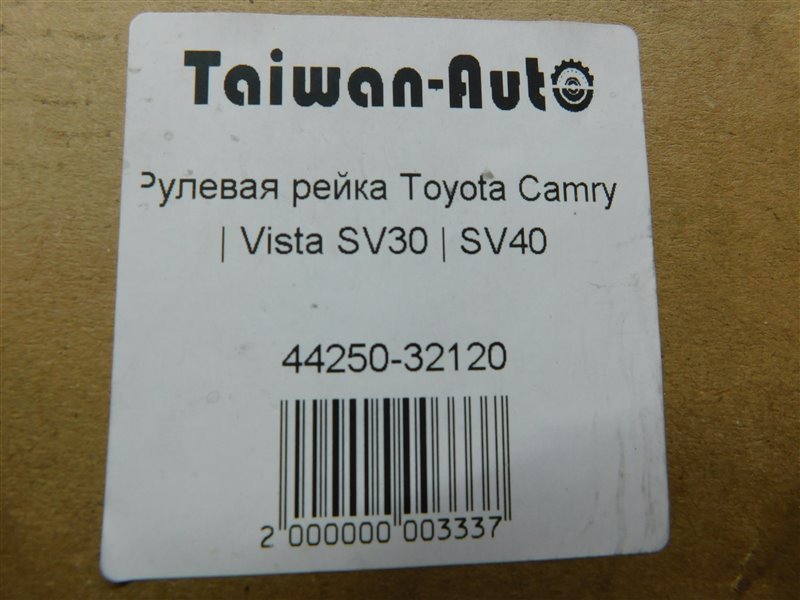 Taiwan-Auto
Рулевая рейка Toyota Camry
| Vista SV30 | SV40
44250-32120
2 000000 003337